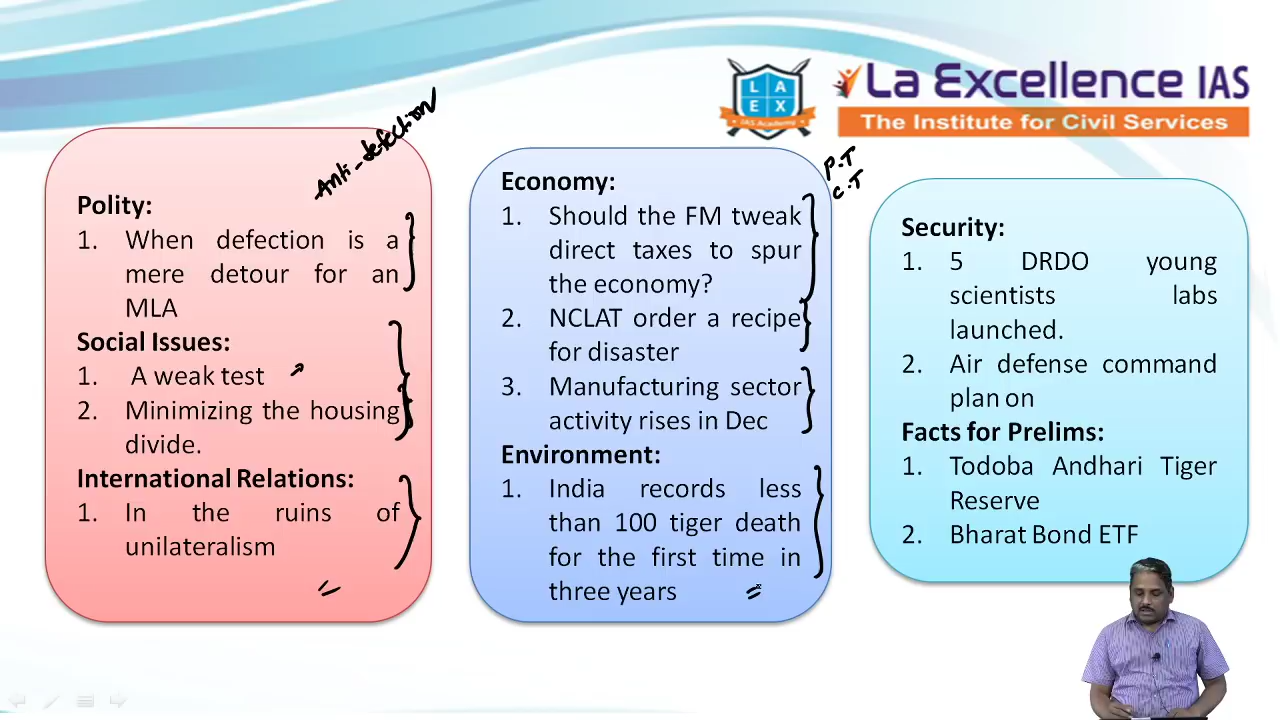 L A
E X
IAS Academy
La Excellence IAS
The Institute for Civil Services
Anti-defection
Polity:
1. When defection is a
mere detour for an
MLA
Social Issues:
1. A weak test
2. Minimizing the housing
divide.
International Relations:
1. In the ruins of
unilateralism
P.T
C.T
Economy:
1. Should the FM tweak
direct taxes to spur
the economy?
2. NCLAT order a recipe
for disaster
3. Manufacturing sector
activity rises in Dec
Environment:
1. India records less
than 100 tiger death
for the first time in
three years
Security:
1. 5 DRDO young
scientists labs
launched.
2. Air defense command
plan on
Facts for Prelims:
1. Todoba Andhari Tiger
Reserve
2. Bharat Bond ETF